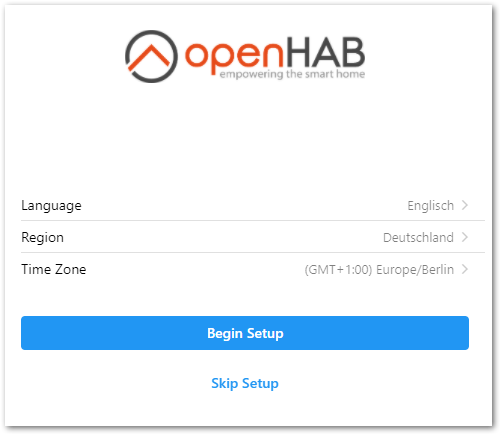 openHAB
empowering the smart home
Language Englisch
Region Deutschland
Time Zone (GMT+1:00) Europe/Berlin
Begin Setup
Skip Setup